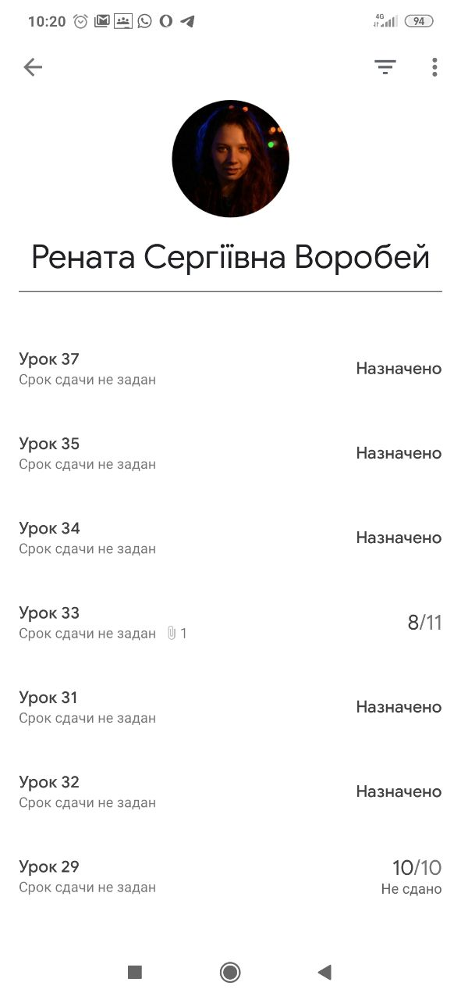 10:20
4G
94
Рената Сергіївна Воробей
Урок 37
Срок сдачи не задан
Назначено
Урок 35
Срок сдачи не задан
Назначено
Урок 34
Срок сдачи не задан
Назначено
Урок 33
Срок сдачи не задан 1
8/11
Урок 31
Срок сдачи не задан
Назначено
Урок 32
Срок сдачи не задан
Назначено
Урок 29
Срок сдачи не задан
10/10
Не сдано